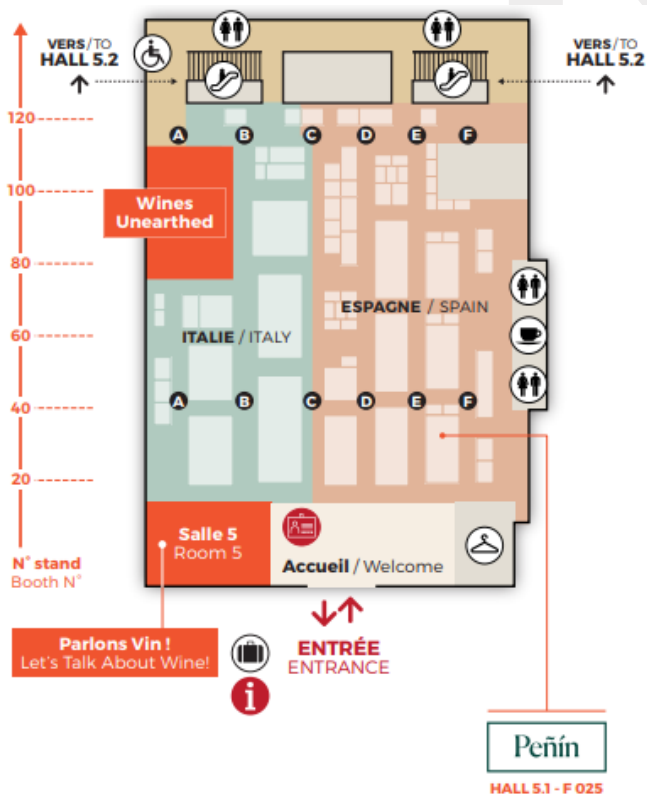 VERS/TO
HALL 5.2
VERS/TO
HALL 5.2
120
A
B
C
D
E
F
100
Wines
Unearthed
80
ESPAGNE / SPAIN
60
ITALIE / ITALY
40
A
B
C
D
E
F
20
N° stand
Booth N°
Salle 5
Room 5
Accueil / Welcome
Parlons Vin !
Let's Talk About Wine!
ENTRÉE
ENTRANCE
i
Peñín
HALL 5.1 - F 025